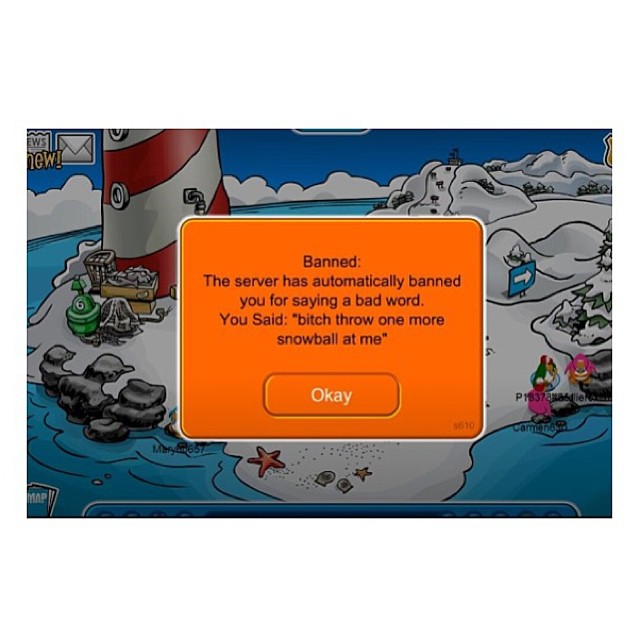 new!
Banned:
The server has automatically banned
you for saying a bad word.
You Said: "bitch throw one more
snowball at me"
Okay
s610
MAP